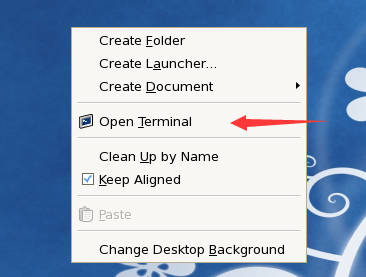 Create Folder
Create Launcher...
Create Document
Open Terminal
Clean Up by Name
Keep Aligned
Paste
Change Desktop Background